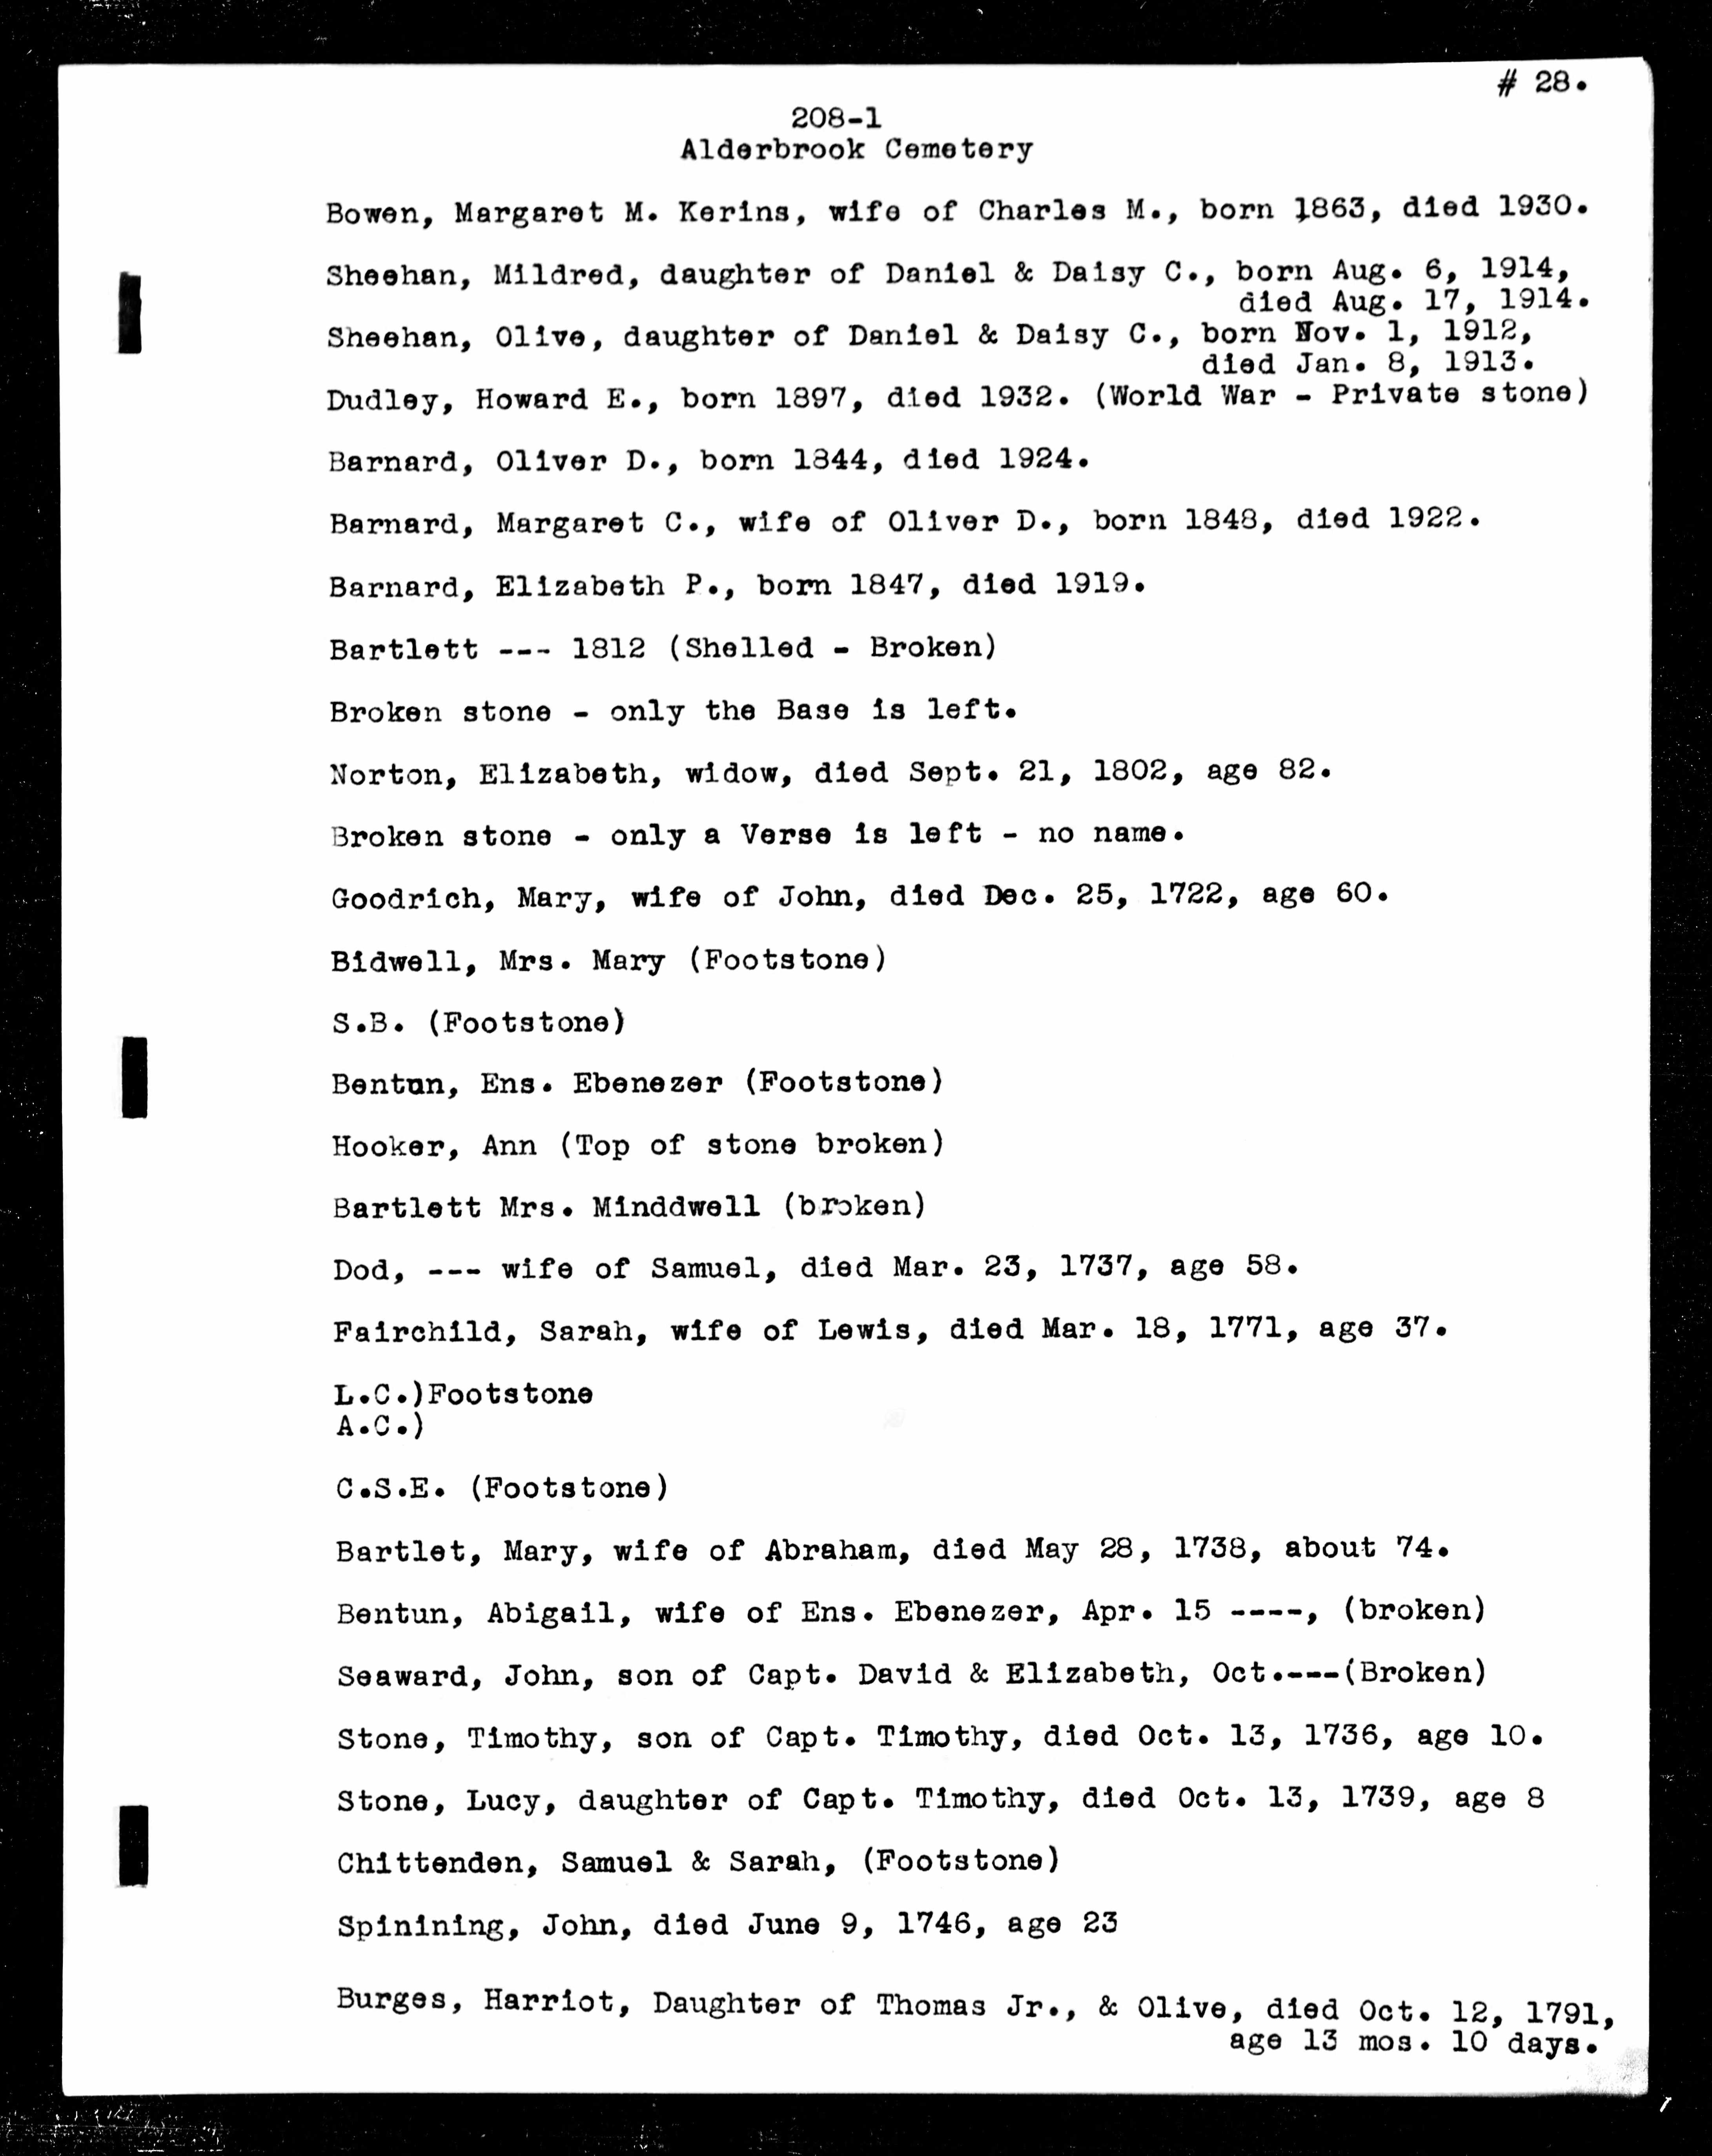 # 28.
208-1
Alderbrook Cemetery
Bowen, Margaret M. Kerins, wife of Charles M., born 1863, died 1930.
Sheehan, Mildred, daughter of Daniel & Daisy C., born Aug. 6, 1914,
died Aug. 17, 1914.
Sheehan, Olive, daughter of Daniel & Daisy C., born Nov. 1, 1912,
died Jan. 8, 1913.
Dudley, Howard E., born 1897, died 1932. (World War - Private stone)
Barnard, Oliver D., born 1844, died 1924.
Barnard, Margaret C., wife of Oliver D., born 1848, died 1922.
Barnard, Elizabeth P., born 1847, died 1919.
Bartlett --- 1812 (Shelled - Broken)
Broken stone - only the Base is left.
Norton, Elizabeth, widow, died Sept. 21, 1802, age 82.
Broken stone - only a Verse is left - no name.
Goodrich, Mary, wife of John, died Dec. 25, 1722, age 60.
Bidwell, Mrs. Mary (Footstone)
S.B. (Footstone)
Bentun, Ens. Ebenezer (Footstone)
Hooker, Ann (Top of stone broken)
Bartlett Mrs. Minddwell (broken)
Dod, --- wife of Samuel, died Mar. 23, 1737, age 58.
Fairchild, Sarah, wife of Lewis, died Mar. 18, 1771, age 37.
L.C.)Footstone
A.C.)
C.S.E. (Footstone)
Bartlet, Mary, wife of Abraham, died May 28, 1738, about 74.
Bentun, Abigail, wife of Ens. Ebenezer, Apr. 15 ----, (broken)
Seaward, John, son of Capt. David & Elizabeth, Oct.---(Broken)
Stone, Timothy, son of Capt. Timothy, died Oct. 13, 1736, age 10.
Stone, Lucy, daughter of Capt. Timothy, died Oct. 13, 1739, age 8
Chittenden, Samuel & Sarah, (Footstone)
Spinining, John, died June 9, 1746, age 23
Burges, Harriot, Daughter of Thomas Jr., & Olive, died Oct. 12, 1791,
age 13 mos. 10 days.